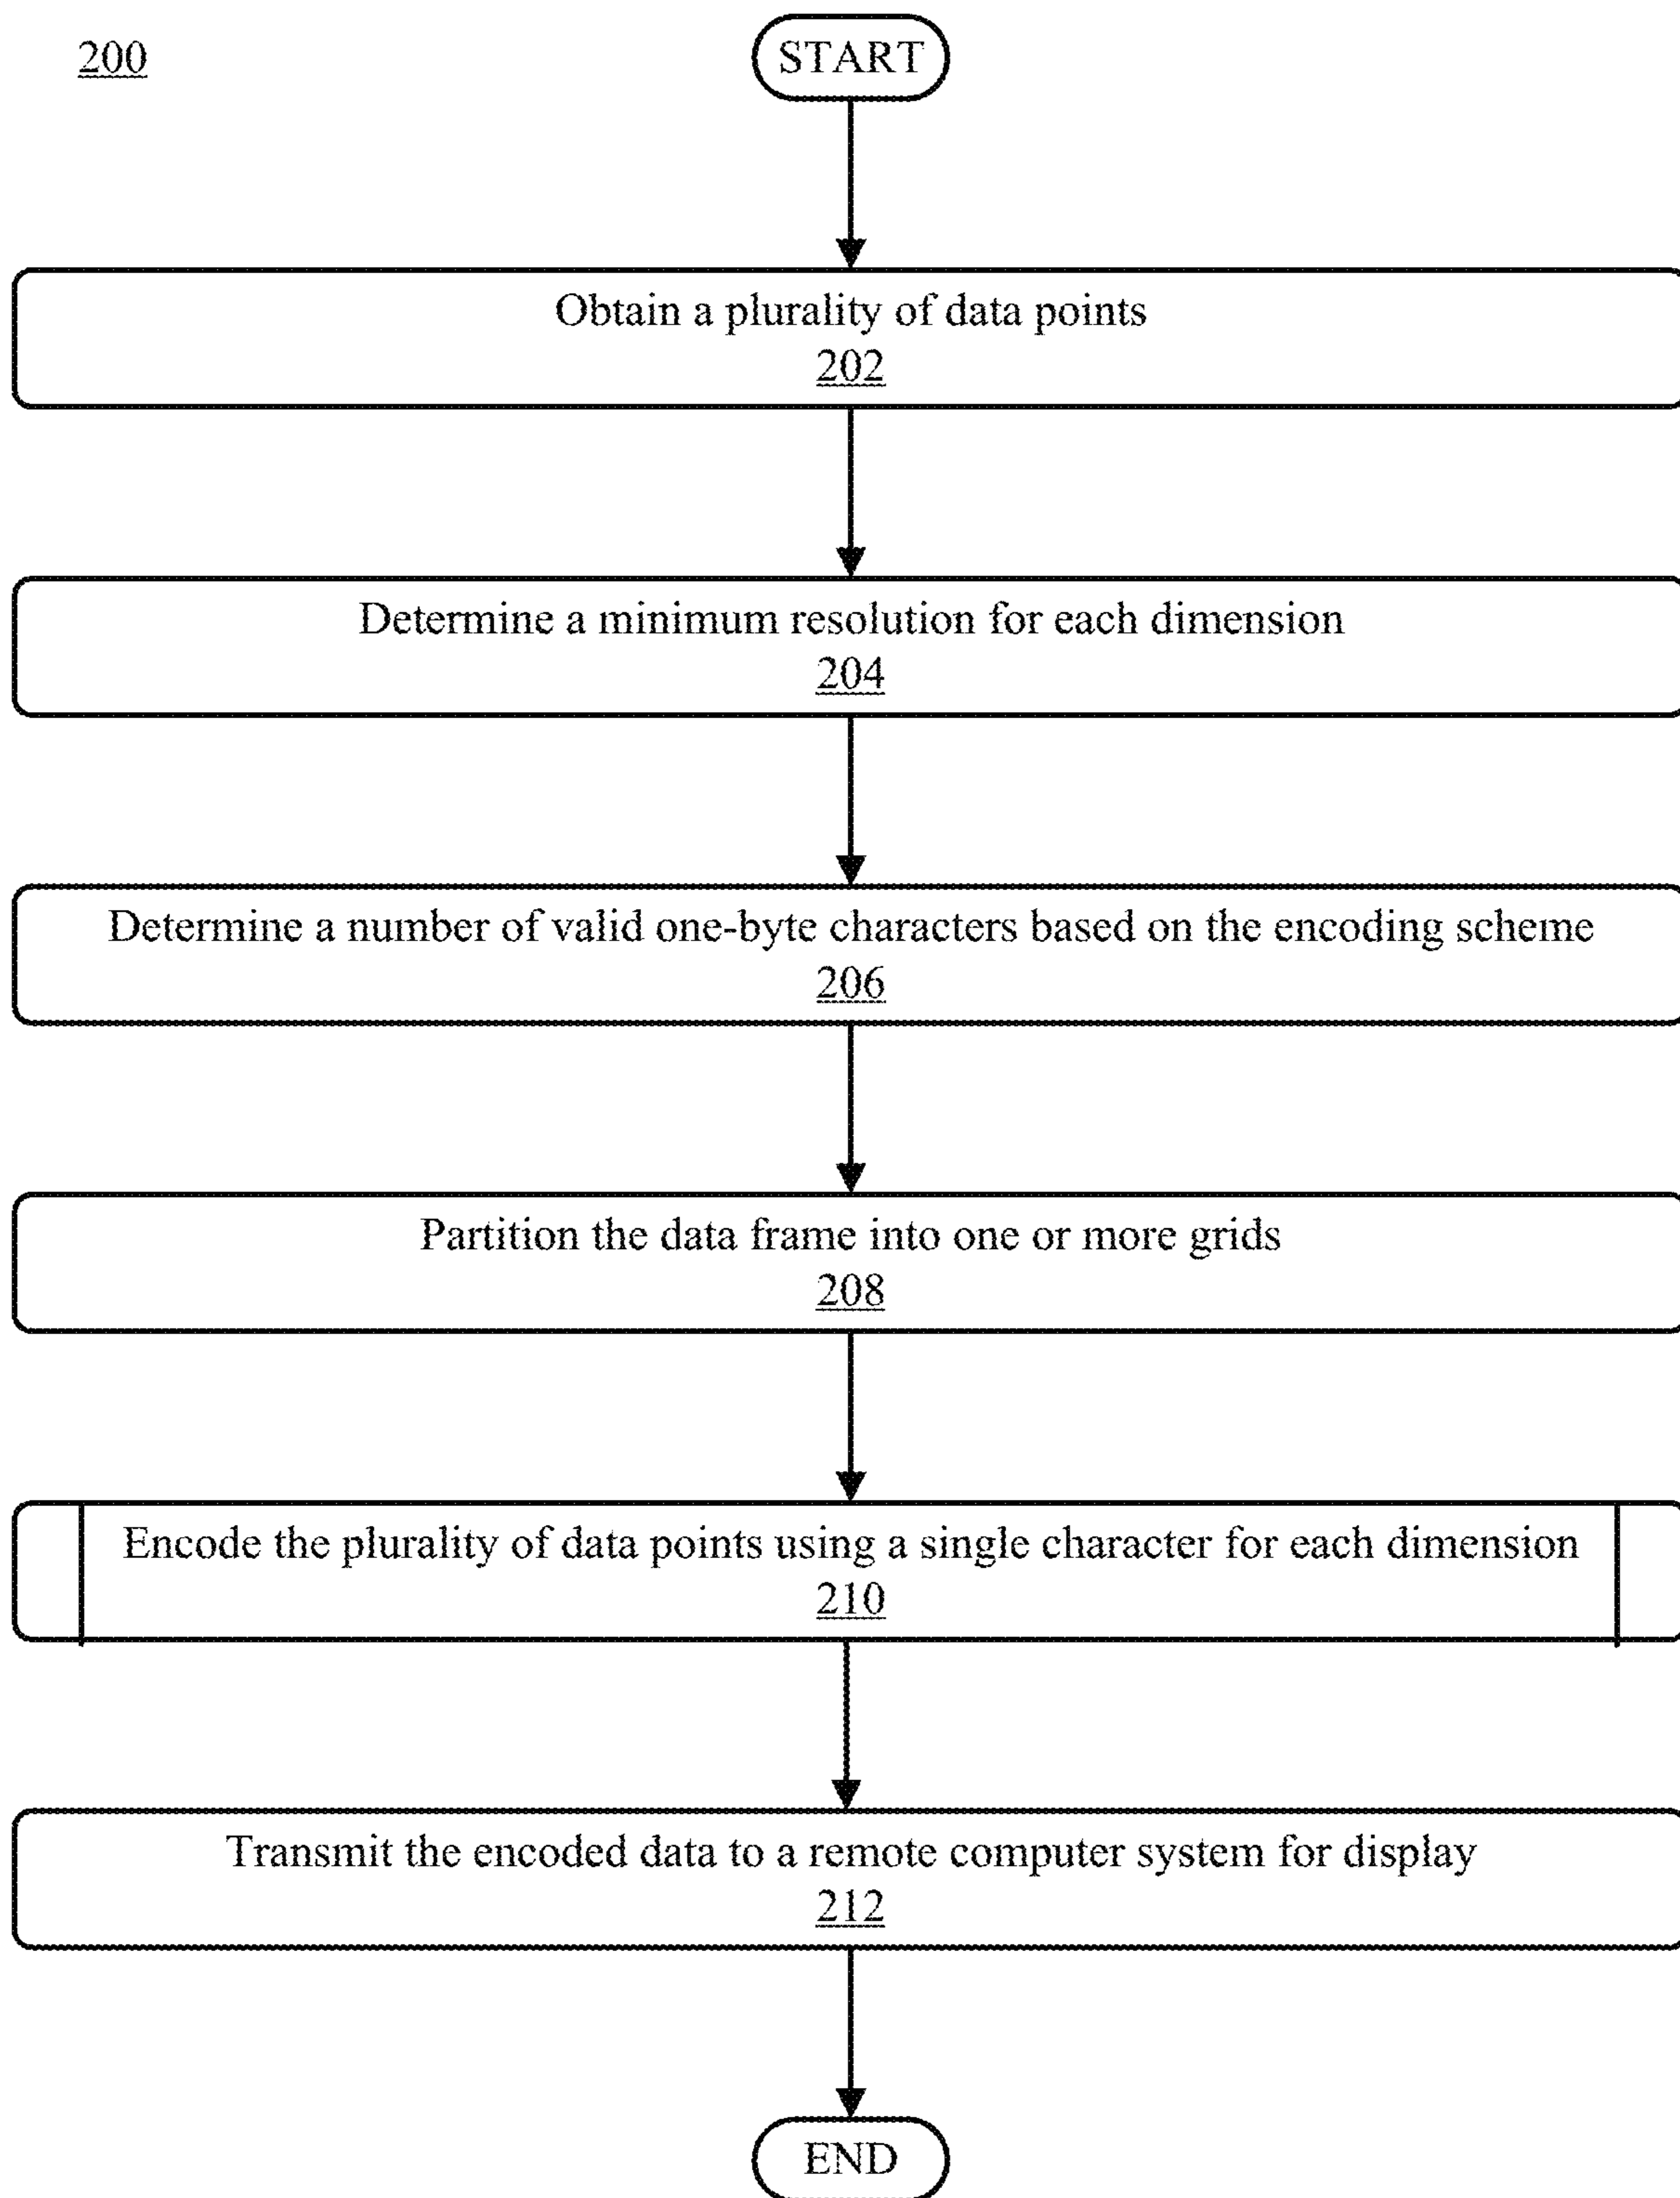 200
START
Obtain a plurality of data points
202
Determine a minimum resolution for each dimension
204
Determine a number of valid one-byte characters based on the encoding scheme
206
Partition the data frame into one or more grids
208
Encode the plurality of data points using a single character for each dimension
210
Transmit the encoded data to a remote computer system for display
212
END